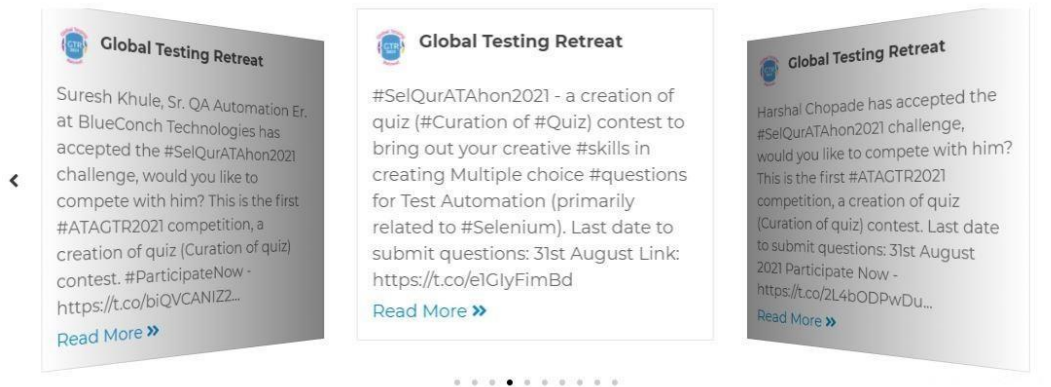 Global Testing Retreat
Suresh Khule, Sr. QA Automation Er.
at BlueConch Technologies has
accepted the #SelQurATAhon2021
challenge, would you like to
compete with him? This is the first
#ATAGTR2021 competition, a
creation of quiz (Curation of quiz)
contest. #ParticipateNow -
https://t.co/biQVCANIZ2...
Read More »
Global Testing Retreat
#SelQurATAhon2021 - a creation of
quiz (#Curation of #Quiz) contest to
bring out your creative #skills in
creating Multiple choice #questions
for Test Automation (primarily
related to #Selenium). Last date to
submit questions: 31st August Link:
https://t.co/e1GIyFimBd
Read More »
Global Testing Retreat
Harshal Chopade has accepted the
#SelQurATAhon2021 challenge,
would you like to compete with him?
This is the first #ATAGTR2021
competition, a creation of quiz
(Curation of quiz) contest. Last date
to submit questions: 31st August
2021 Participate Now -
https://t.co/2L4bODPwDu...
Read More »